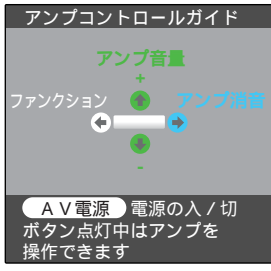 アンプコントロールガイド
アンプ音量
+
ファンクション
アンプ消音
-
AV電源 電源の入/切
ボタン点灯中はアンプを
操作できます